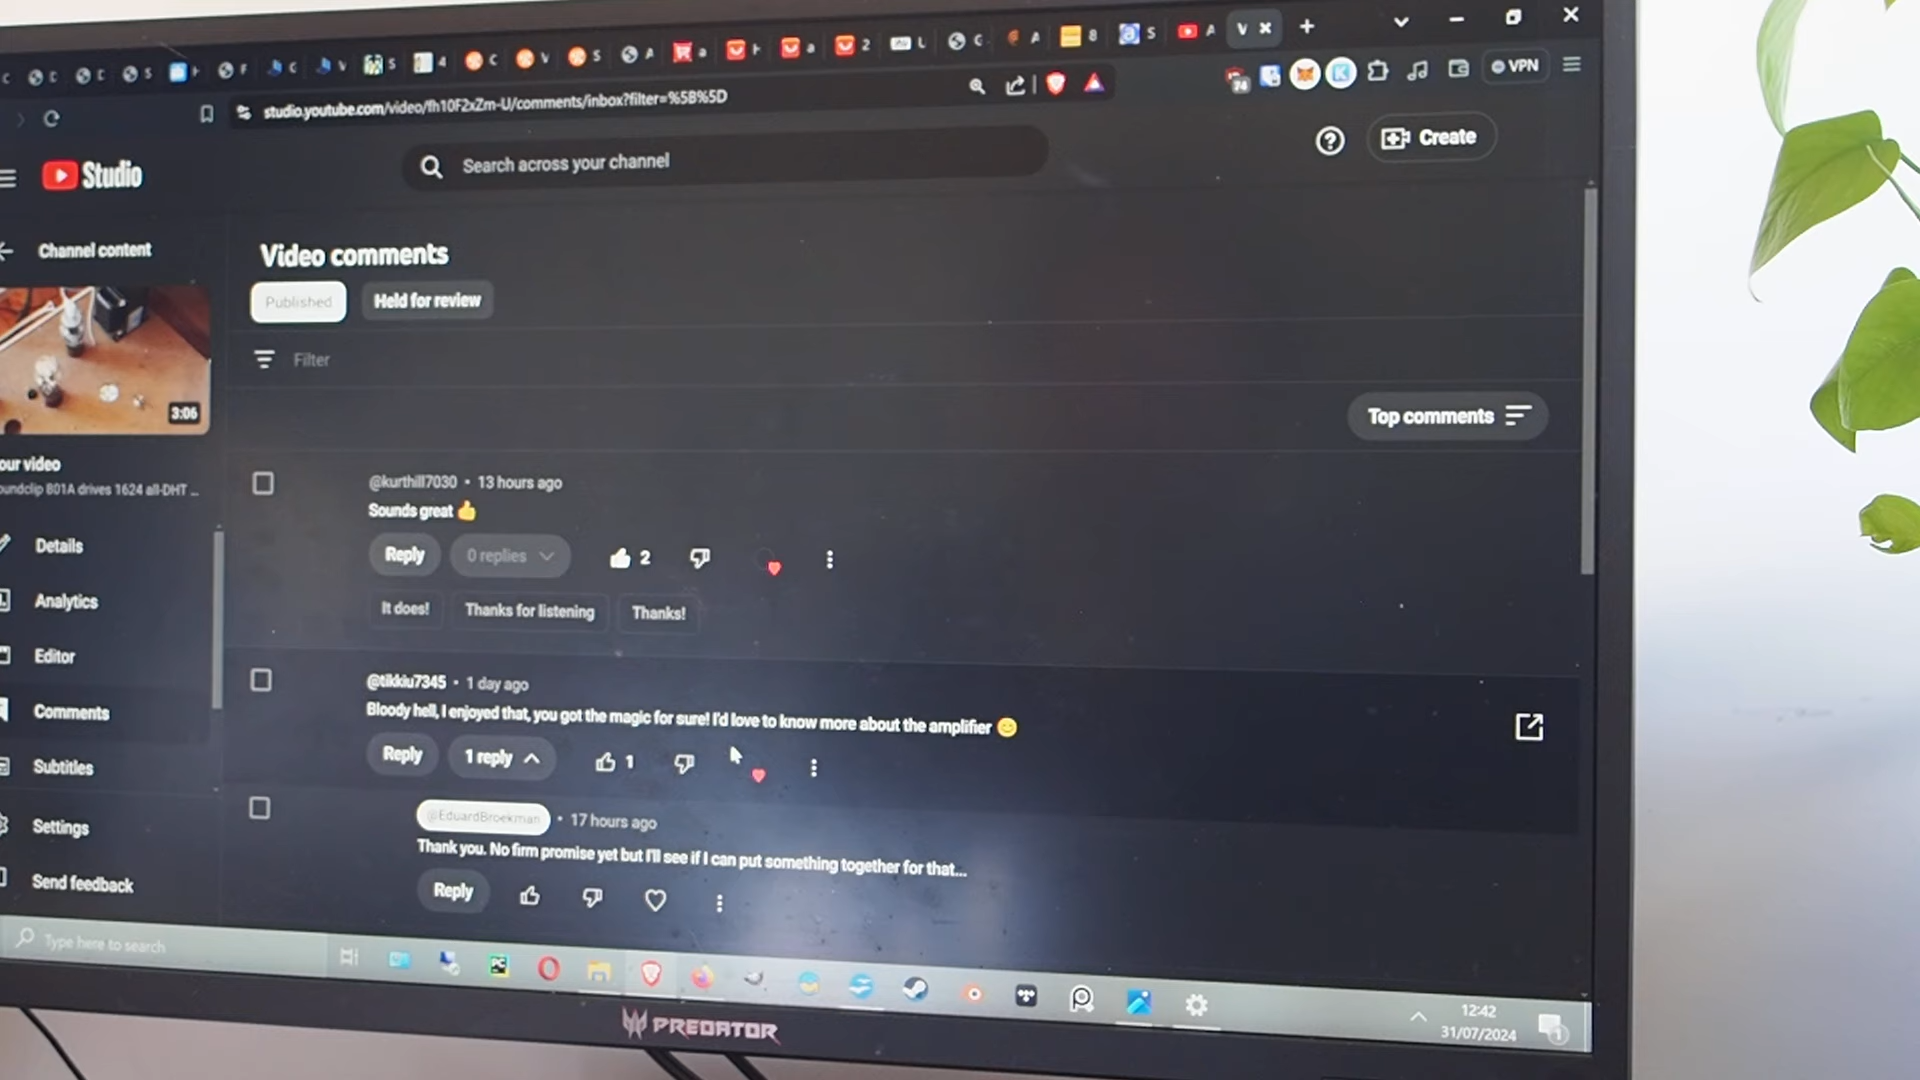 studio.youtube.com/video/fh10F2xZm-U/comments/inbox?filter=%5B%5D
74
VPN
Studio
Search across your channel
Create
Channel content
3:06
our video
oundclip 801A drives 1624 all-DHT ...
Details
Analytics
Editor
Comments
Subtitles
Settings
Send feedback
Video comments
Published
Held for review
Filter
Top comments
@kurthill7030 • 13 hours ago
Sounds great 👍
Reply
0 replies
2
It does!
Thanks for listening
Thanks!
@tikkiu7345 • 1 day ago
Bloody hell, I enjoyed that, you got the magic for sure! I'd love to know more about the amplifier 😊
Reply
1 reply
1
@EduardBroekman • 17 hours ago
Thank you. No firm promise yet but I'll see if I can put something together for that...
Reply
Type here to search
12:42
31/07/2024
1
PREDATOR